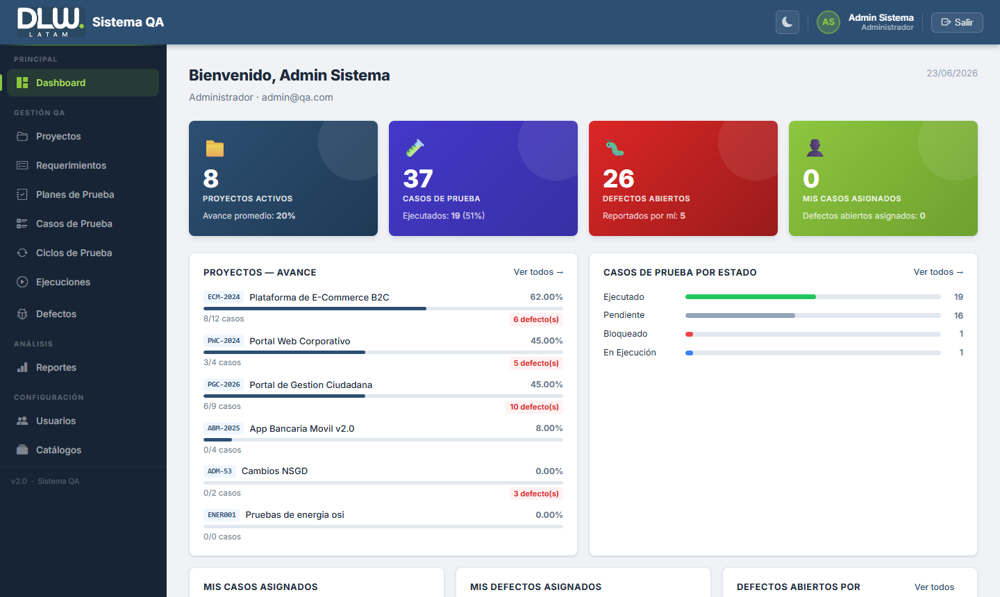 DLW.
LATAM
Sistema QA
AS
Admin Sistema
Administrador
Salir
PRINCIPAL
Dashboard
GESTIÓN QA
Proyectos
Requerimientos
Planes de Prueba
Casos de Prueba
Ciclos de Prueba
Ejecuciones
Defectos
ANÁLISIS
Reportes
CONFIGURACIÓN
Usuarios
Catálogos
v2.0 · Sistema QA
Bienvenido, Admin Sistema
23/06/2026
Administrador · admin@qa.com
8
PROYECTOS ACTIVOS
Avance promedio: 20%
37
CASOS DE PRUEBA
Ejecutados: 19 (51%)
26
DEFECTOS ABIERTOS
Reportados por mí: 5
0
MIS CASOS ASIGNADOS
Defectos abiertos asignados: 0
PROYECTOS — AVANCE
Ver todos →
ECM-2024 Plataforma de E-Commerce B2C 62.00%
8/12 casos 6 defecto(s)
PWC-2024 Portal Web Corporativo 45.00%
3/4 casos 5 defecto(s)
PGC-2026 Portal de Gestion Ciudadana 45.00%
6/9 casos 10 defecto(s)
ABM-2025 App Bancaria Movil v2.0 8.00%
0/4 casos
ADM-53 Cambios NSGD 0.00%
0/2 casos 3 defecto(s)
ENER001 Pruebas de energia osi 0.00%
0/0 casos
CASOS DE PRUEBA POR ESTADO
Ver todos →
Ejecutado 19
Pendiente 16
Bloqueado 1
En Ejecución 1
MIS CASOS ASIGNADOS
MIS DEFECTOS ASIGNADOS
DEFECTOS ABIERTOS POR
Ver todos